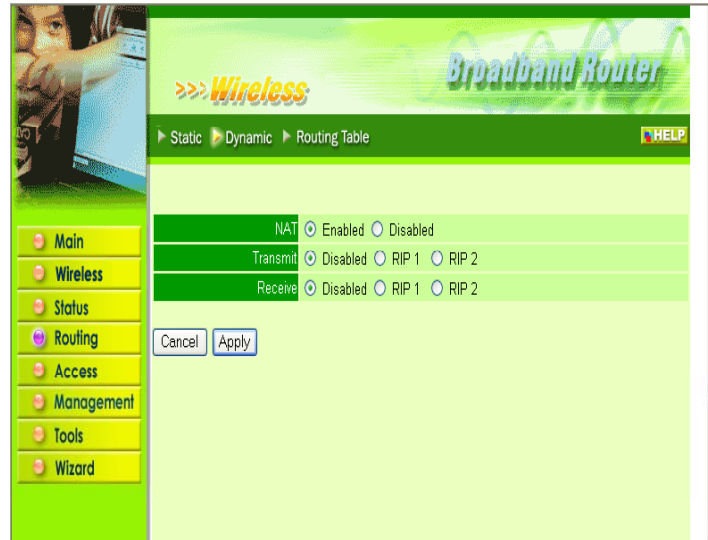 Broadband Router
>>> Wireless
Static Dynamic Routing Table
HELP
Main
Wireless
Status
Routing
Access
Management
Tools
Wizard
NAT Enabled Disabled
Transmit Disabled RIP 1 RIP 2
Receive Disabled RIP 1 RIP 2
Cancel Apply